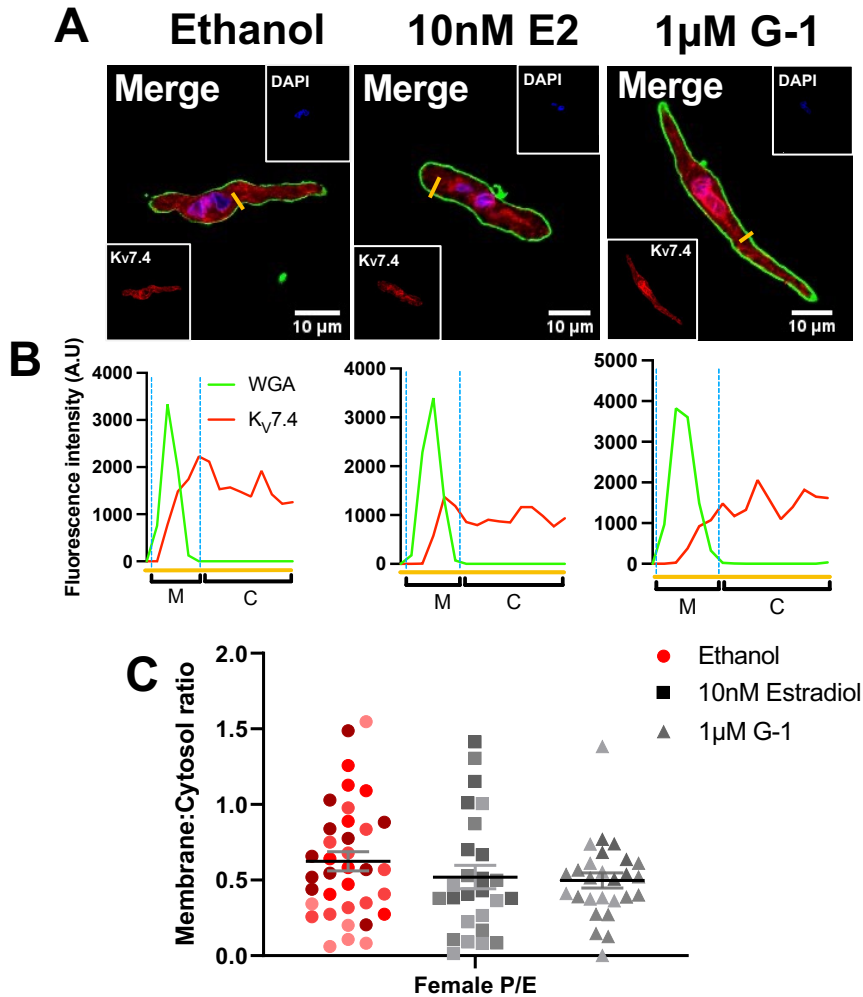 A
Ethanol
10nM E2
1µM G-1
Merge
DAPI
Kv7.4
10 µm
Merge
DAPI
Kv7.4
10 µm
Merge
DAPI
Kv7.4
10 µm
B
Fluorescence intensity (A.U)
4000
3000
2000
1000
0
WGA
KV7.4
M
C
4000
3000
2000
1000
0
M
C
5000
4000
3000
2000
1000
0
M
C
C
Membrane:Cytosol ratio
2.0
1.5
1.0
0.5
0.0
Female P/E
Ethanol
10nM Estradiol
1µM G-1